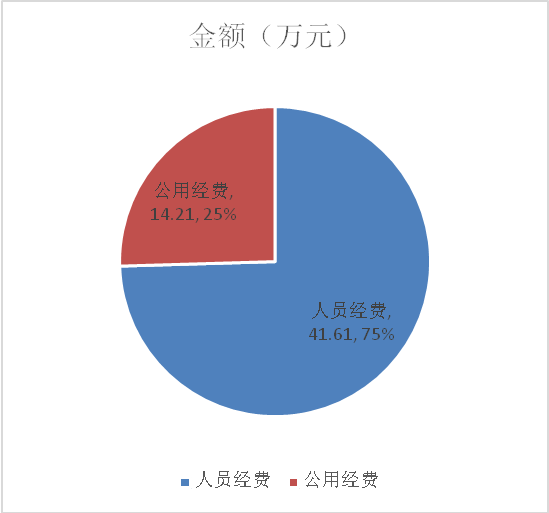 金额（万元）
公用经费,
14.21, 25%
人员经费,
41.61, 75%
人员经费 公用经费